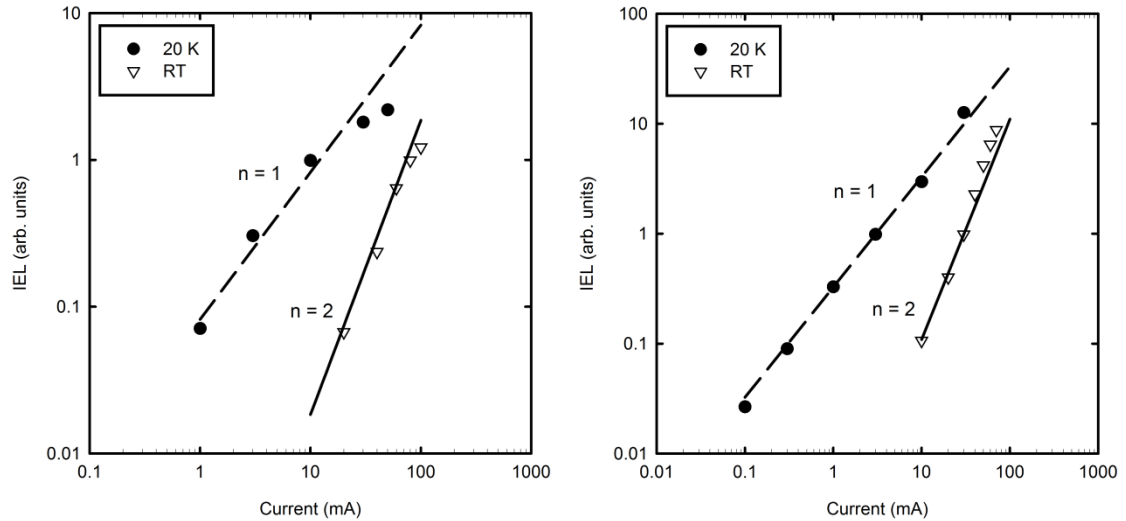 10
1
0.1
0.01
20 K
RT
n = 1
n = 2
IEL (arb. units)
0.1 1 10 100 1000
Current (mA)
100
10
1
0.1
0.01
20 K
RT
n = 1
n = 2
IEL (arb. units)
0.01 0.1 1 10 100 1000
Current (mA)